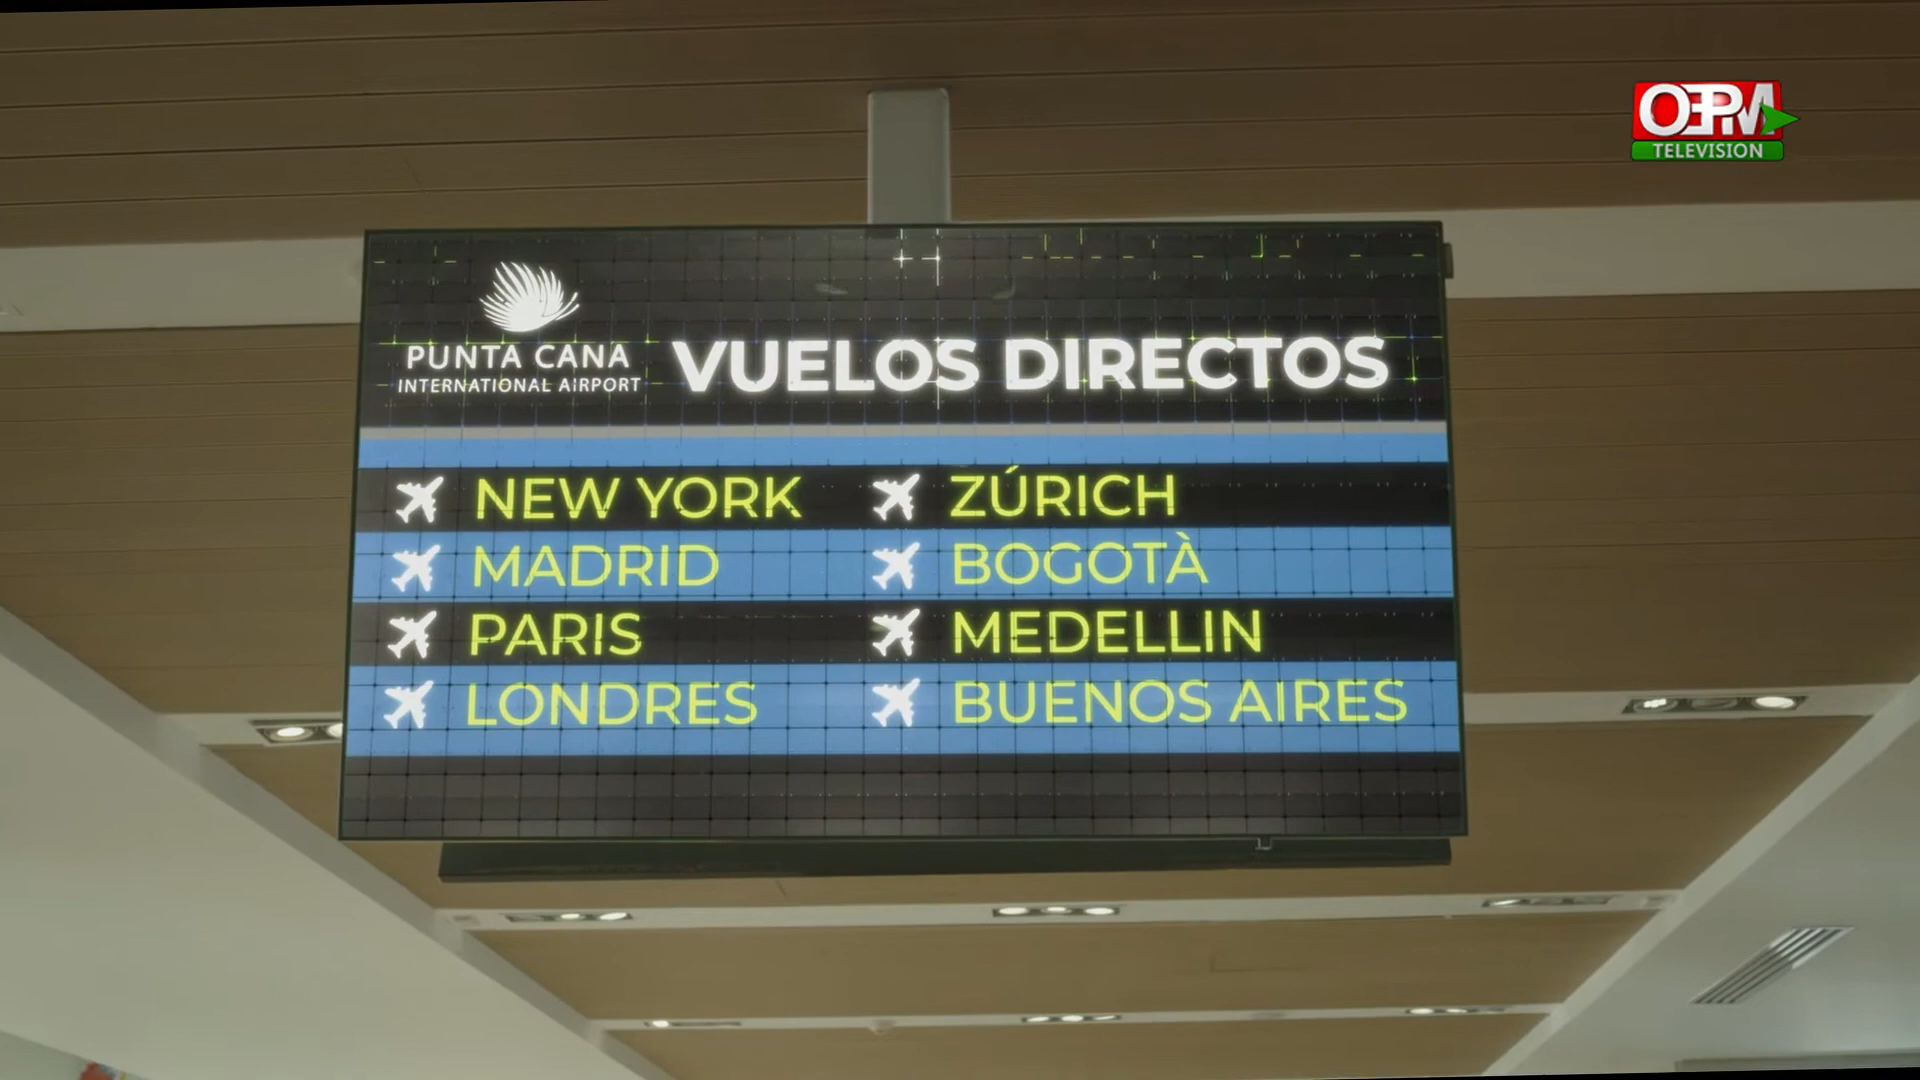 OEPM
TELEVISION
PUNTA CANA
INTERNATIONAL AIRPORT
VUELOS DIRECTOS
NEW YORK
MADRID
PARIS
LONDRES
ZÚRICH
BOGOTÀ
MEDELLIN
BUENOS AIRES